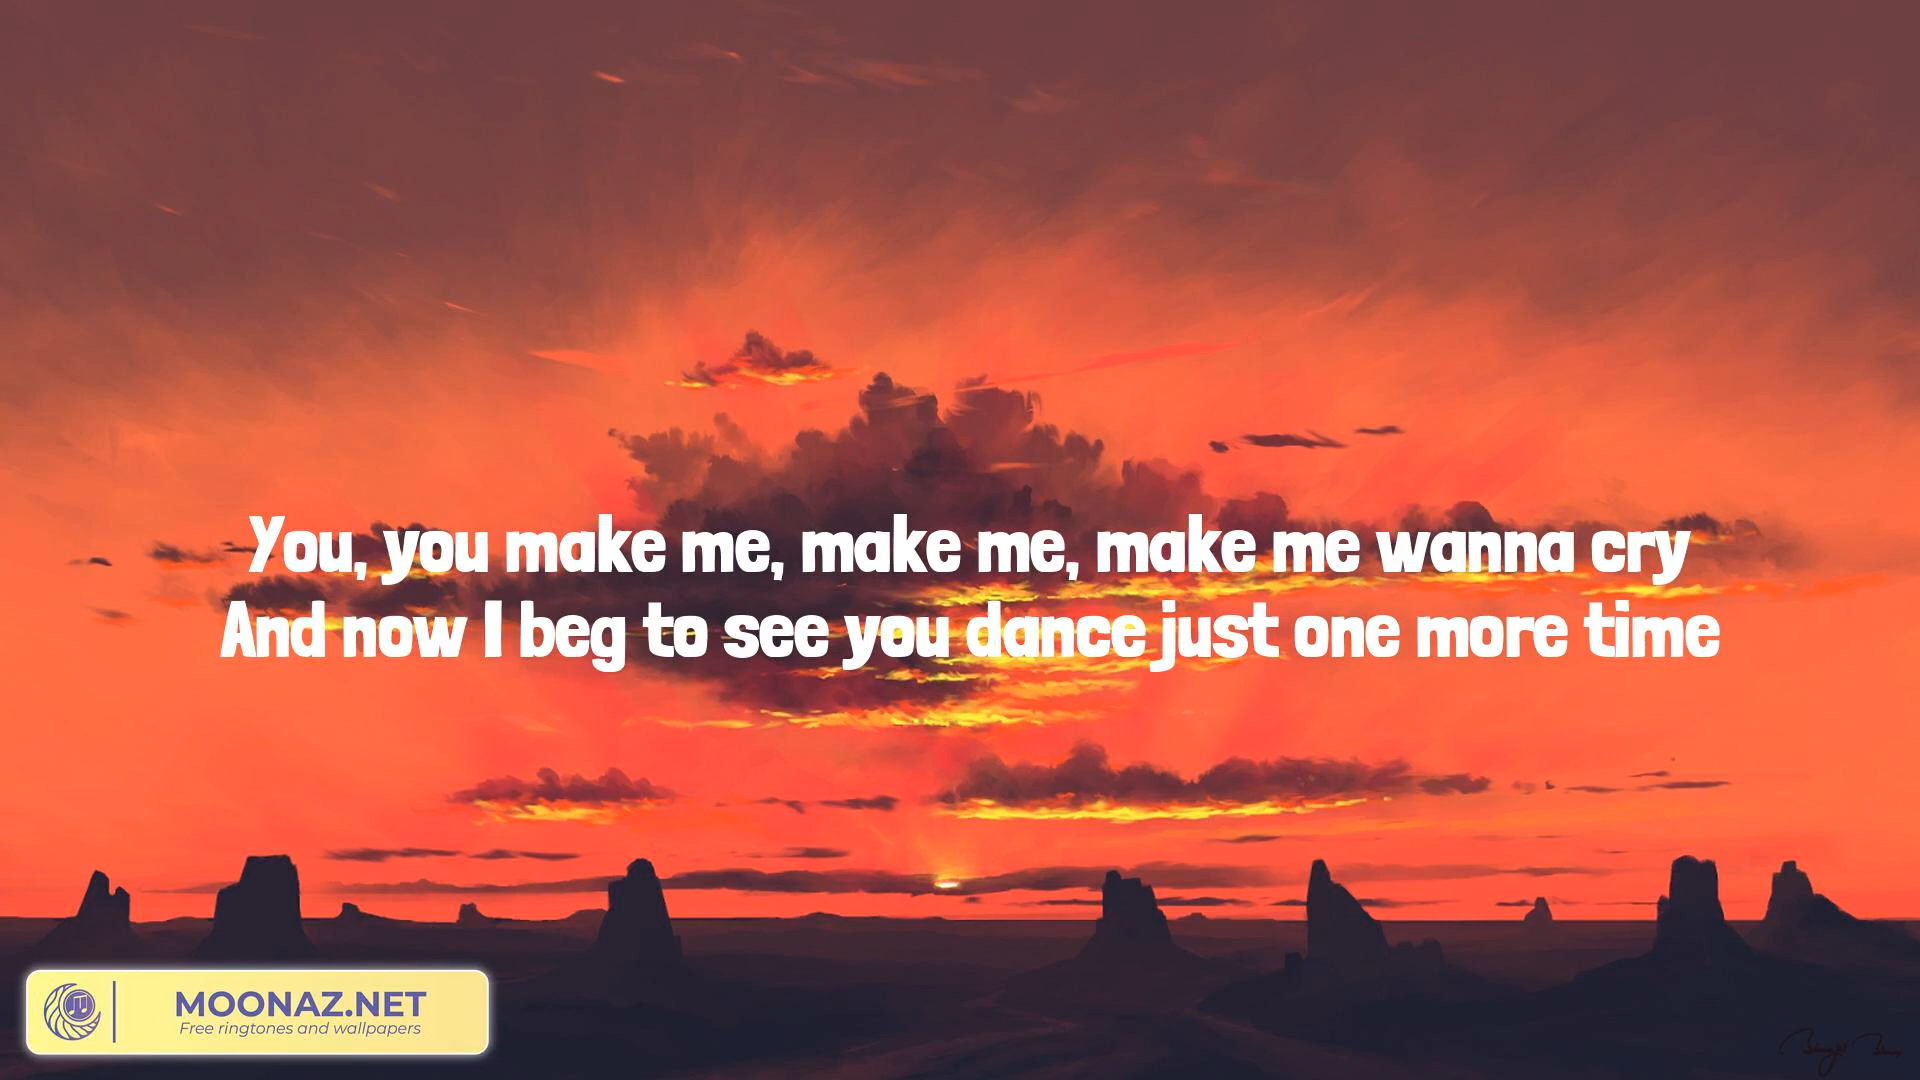 You, you make me, make me, make me wanna cry
And now I beg to see you dance just one more time
MOONAZ.NET
Free ringtones and wallpapers